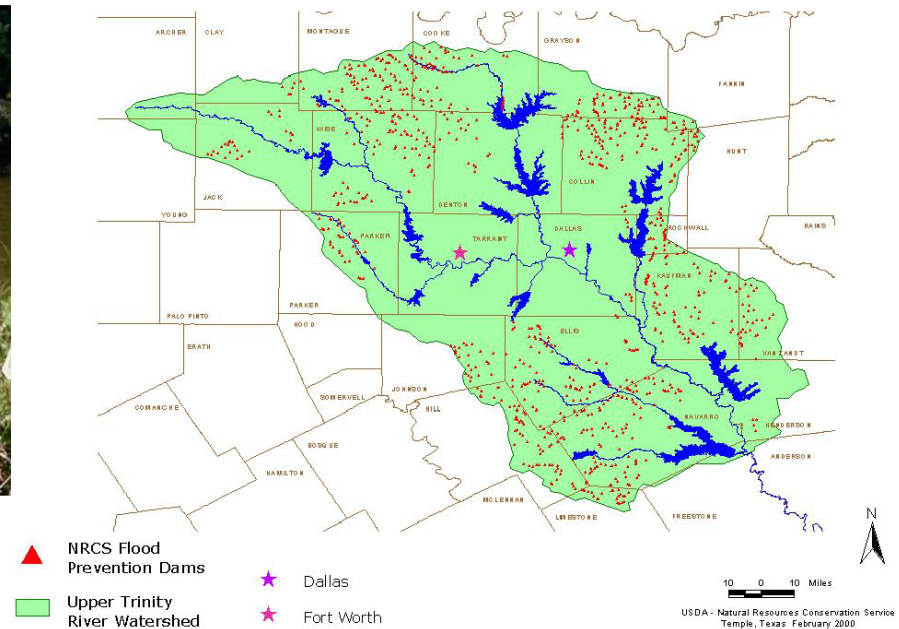 ARCHER
CLAY
MONTAGUE
COOKE
GRAYSON
FANNIN
WISE
HUNT
COLLIN
JACK
DENTON
YOUNG
DALLAS
ROCKWALL
RAINS
PARKER
TARRANT
KAUFMAN
PARKER
PALO PINTO
HOOD
ELLIS
ERATH
VAN ZANDT
JOHNSON
SOMERVELL
COMANCHE
HILL
NAVARRO
HENDERSON
BOSQUE
ANDERSON
HAMILTON
MCLENNAN
LIMESTONE
FREESTONE
N
NRCS Flood
Prevention Dams
Upper Trinity
River Watershed
Dallas
Fort Worth
10 0 10 Miles
USDA - Natural Resources Conservation Service
Temple, Texas February 2000